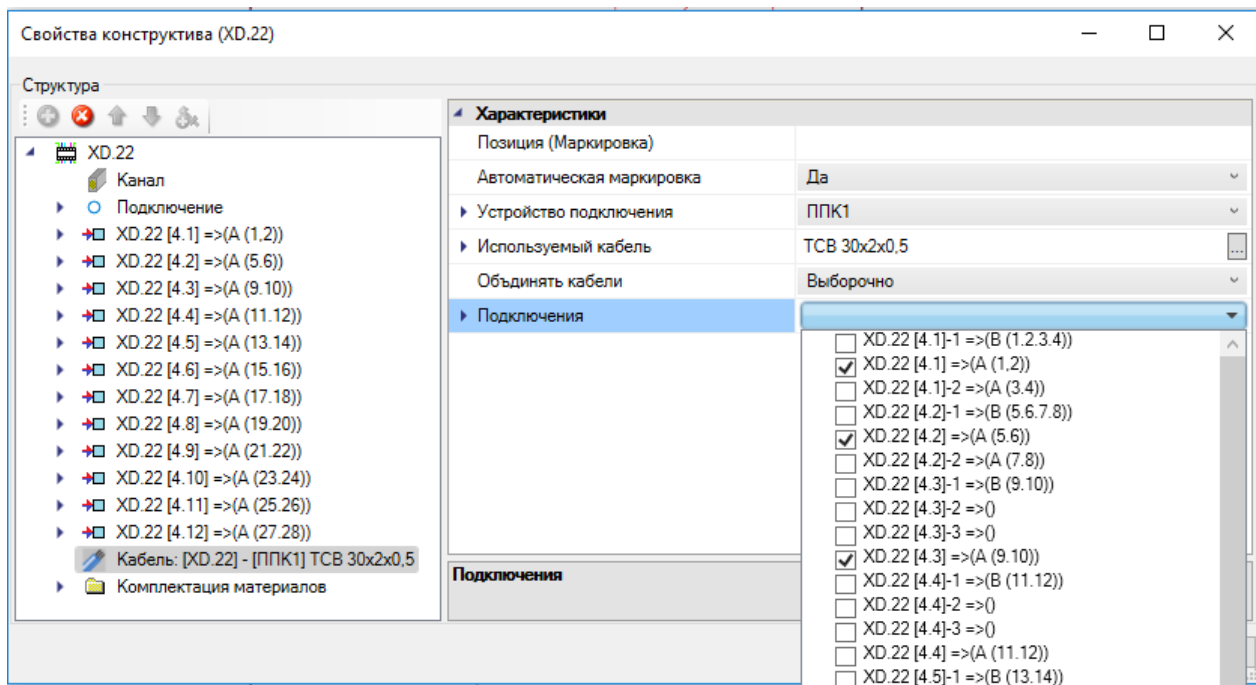 Свойства конструктива (XD.22)
Структура
XD.22
Канал
Подключение
XD.22 [4.1] =>(A (1,2))
XD.22 [4.2] =>(A (5.6))
XD.22 [4.3] =>(A (9.10))
XD.22 [4.4] =>(A (11.12))
XD.22 [4.5] =>(A (13.14))
XD.22 [4.6] =>(A (15.16))
XD.22 [4.7] =>(A (17.18))
XD.22 [4.8] =>(A (19.20))
XD.22 [4.9] =>(A (21.22))
XD.22 [4.10] =>(A (23.24))
XD.22 [4.11] =>(A (25.26))
XD.22 [4.12] =>(A (27.28))
Кабель: [XD.22] - [ППК1] ТСВ 30х2х0,5
Комплектация материалов
Характеристики
Позиция (Маркировка)
Автоматическая маркировка Да
Устройство подключения ППК1
Используемый кабель ТСВ 30х2х0,5 ...
Объдинять кабели Выборочно
Подключения
XD.22 [4.1]-1 =>(B (1.2.3.4))
XD.22 [4.1] =>(A (1,2))
XD.22 [4.1]-2 =>(A (3.4))
XD.22 [4.2]-1 =>(B (5.6.7.8))
XD.22 [4.2] =>(A (5.6))
XD.22 [4.2]-2 =>(A (7.8))
XD.22 [4.3]-1 =>(B (9.10))
XD.22 [4.3]-2 =>()
XD.22 [4.3]-3 =>()
XD.22 [4.3] =>(A (9.10))
XD.22 [4.4]-1 =>(B (11.12))
XD.22 [4.4]-2 =>()
XD.22 [4.4]-3 =>()
XD.22 [4.4] =>(A (11.12))
XD.22 [4.5]-1 =>(B (13.14))
Подключения